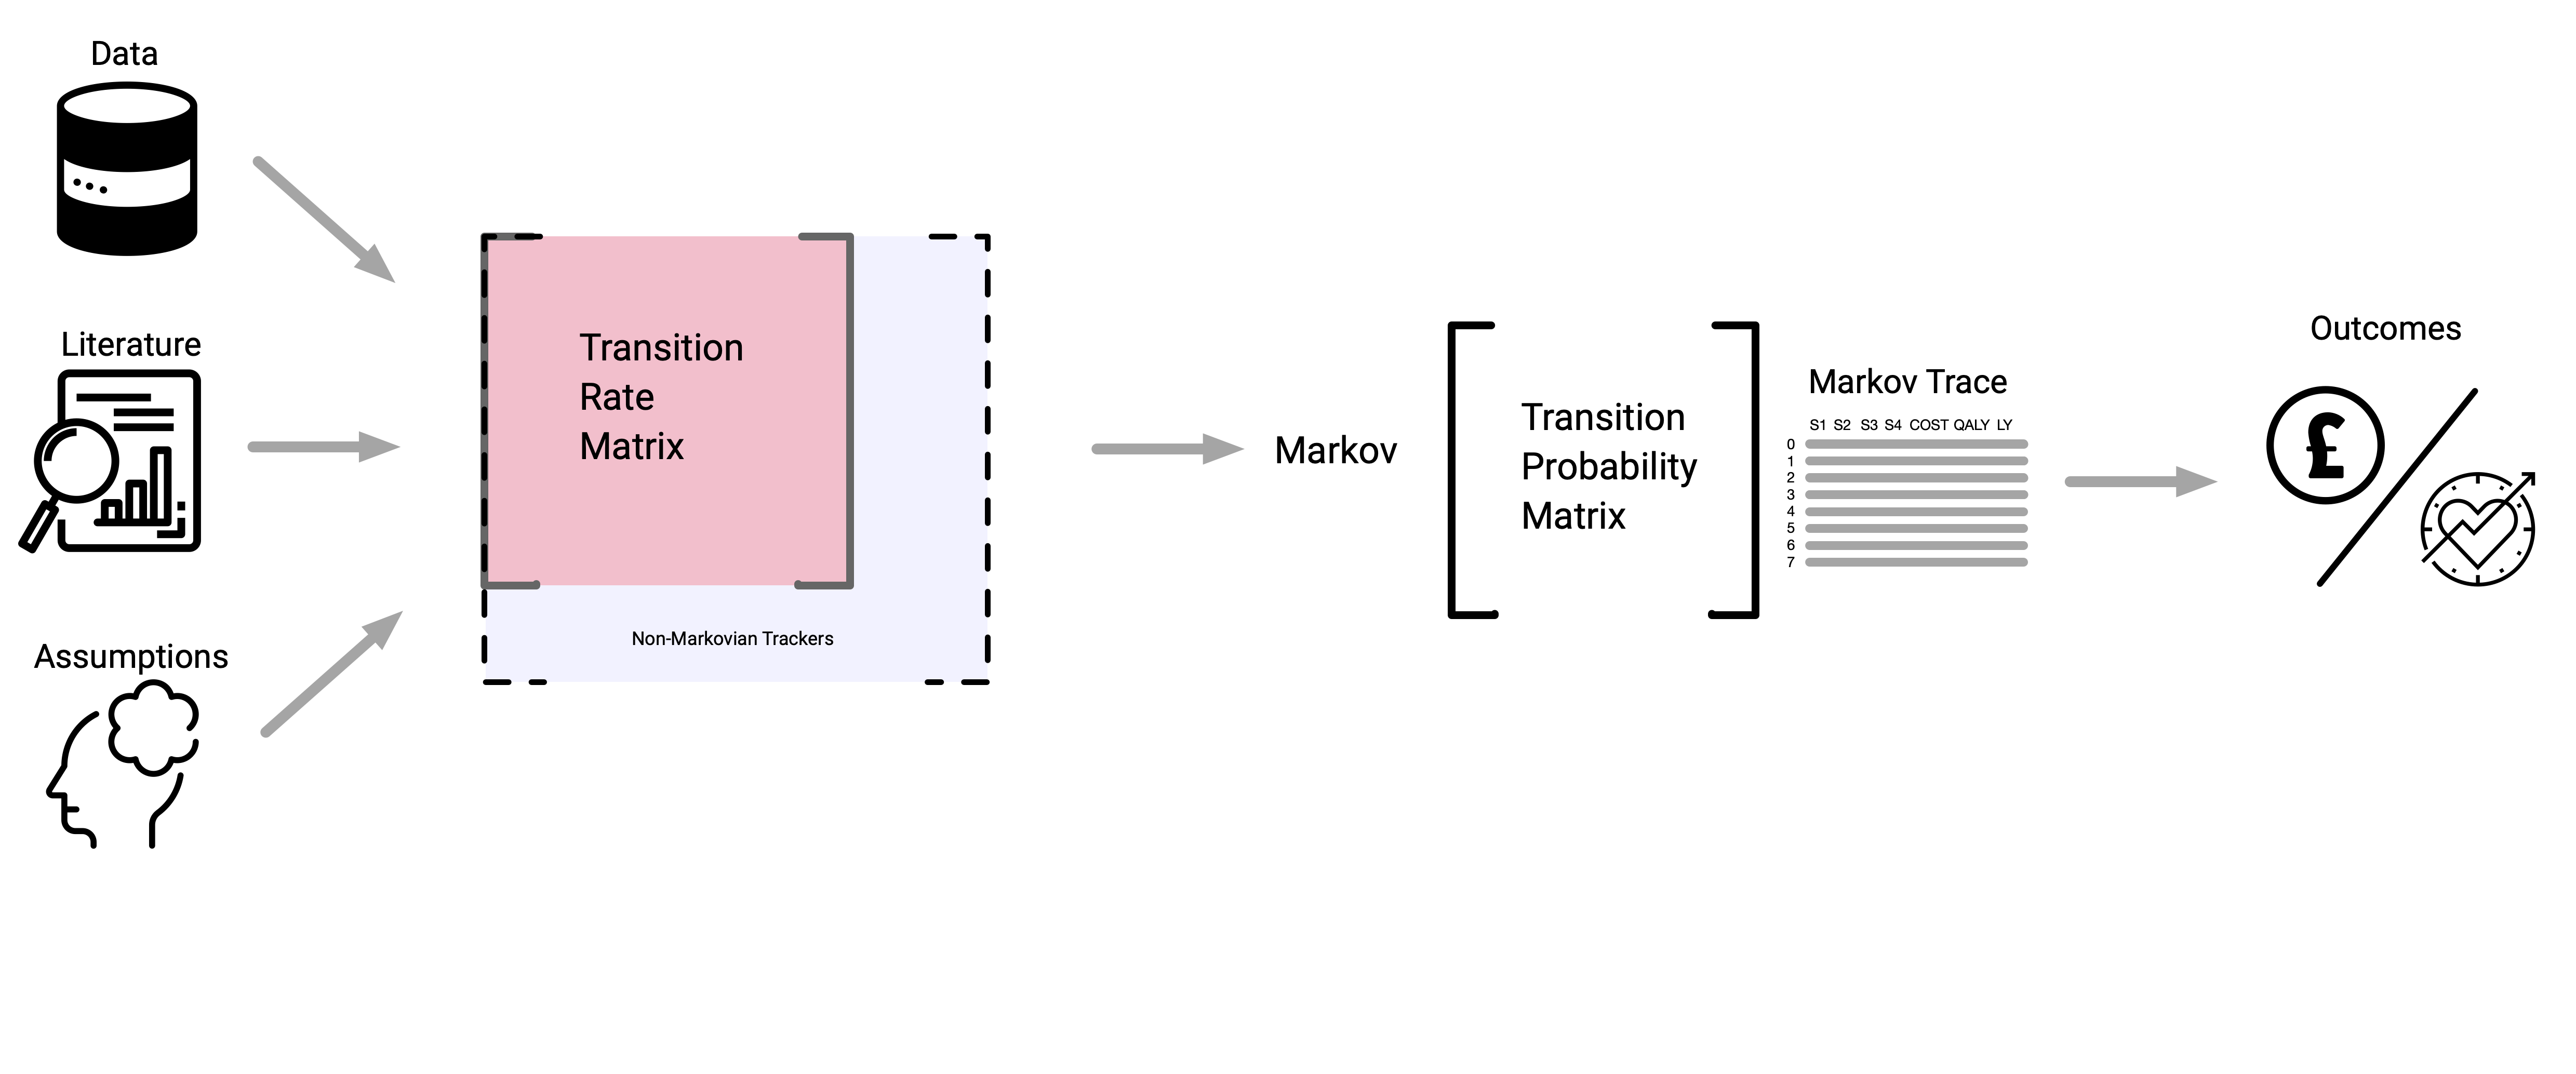 Data
Literature
Assumptions
Transition
Rate
Matrix
Non-Markovian Trackers
Markov
Transition
Probability
Matrix
Markov Trace
S1 S2 S3 S4 COST QALY LY
0
1
2
3
4
5
6
7
Outcomes
£